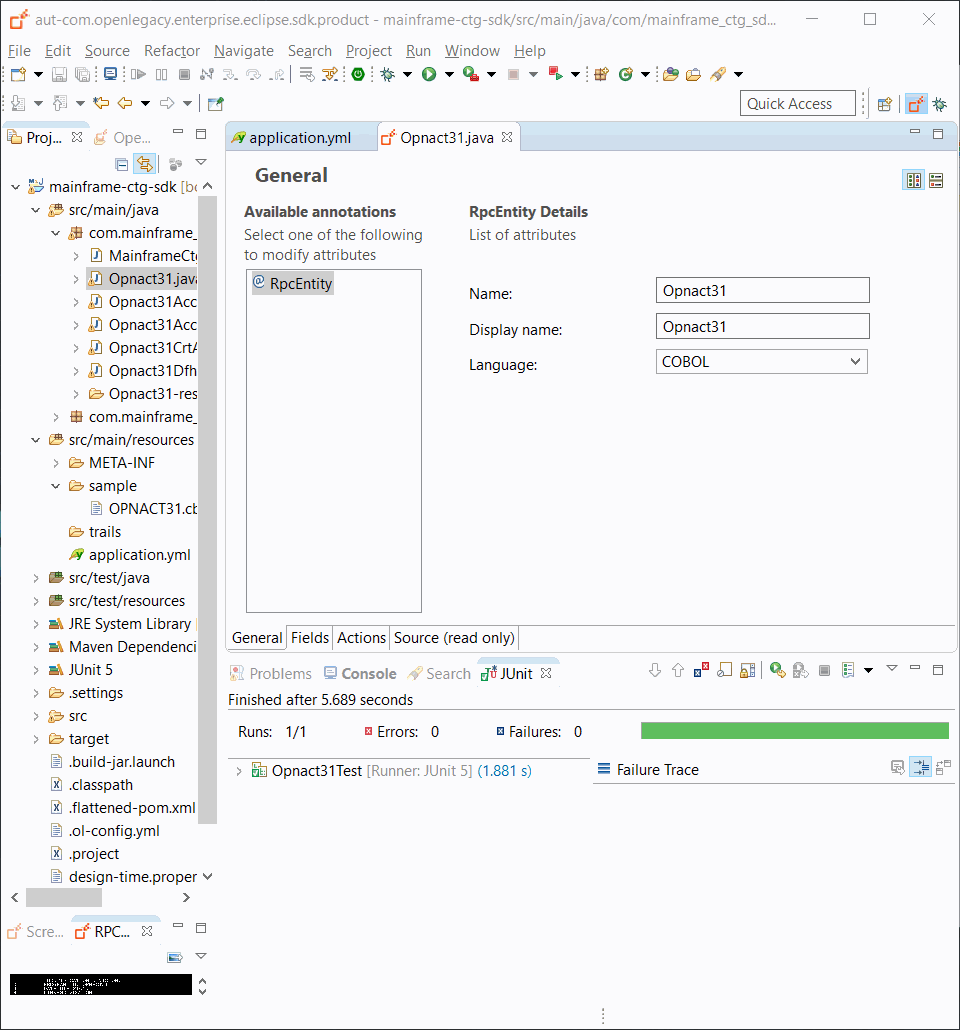 aut-com.openlegacy.enterprise.eclipse.sdk.product - mainframe-ctg-sdk/src/main/java/com/mainframe_ctg_sd...
File Edit Source Refactor Navigate Search Project Run Window Help
Quick Access
Proj... Ope...
mainframe-ctg-sdk [bo
src/main/java
com.mainframe_
MainframeCt
Opnact31.java
Opnact31Acc
Opnact31Acc
Opnact31CrtA
Opnact31Dfh
Opnact31-res
com.mainframe_
src/main/resources
META-INF
sample
OPNACT31.cb
trails
application.yml
src/test/java
src/test/resources
JRE System Library
Maven Dependenci
JUnit 5
.settings
src
target
.build-jar.launch
.classpath
.flattened-pom.xml
.ol-config.yml
.project
design-time.proper
Scre... RPC...
application.yml Opnact31.java
General
Available annotations
Select one of the following
to modify attributes
@ RpcEntity
RpcEntity Details
List of attributes
Name: Opnact31
Display name: Opnact31
Language: COBOL
General Fields Actions Source (read only)
Problems Console Search JUnit
Finished after 5.689 seconds
Runs: 1/1 Errors: 0 Failures: 0
Opnact31Test [Runner: JUnit 5] (1.881 s)
Failure Trace